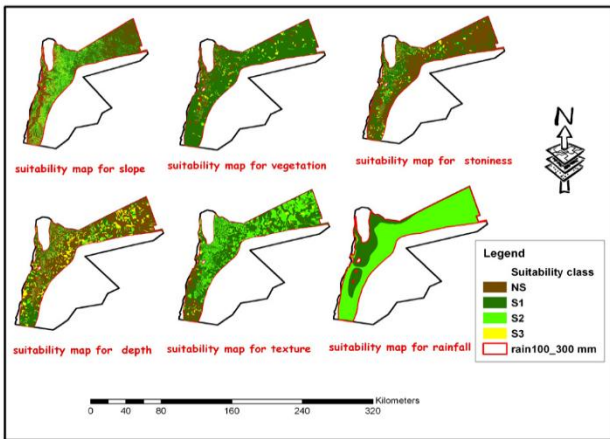 suitability map for slope
suitability map for vegetation
suitability map for stoniness
N
suitability map for depth
suitability map for texture
suitability map for rainfall
Legend
Suitability class
NS
S1
S2
S3
rain100_300 mm
Kilometers
0 20 40 80 160 240 320